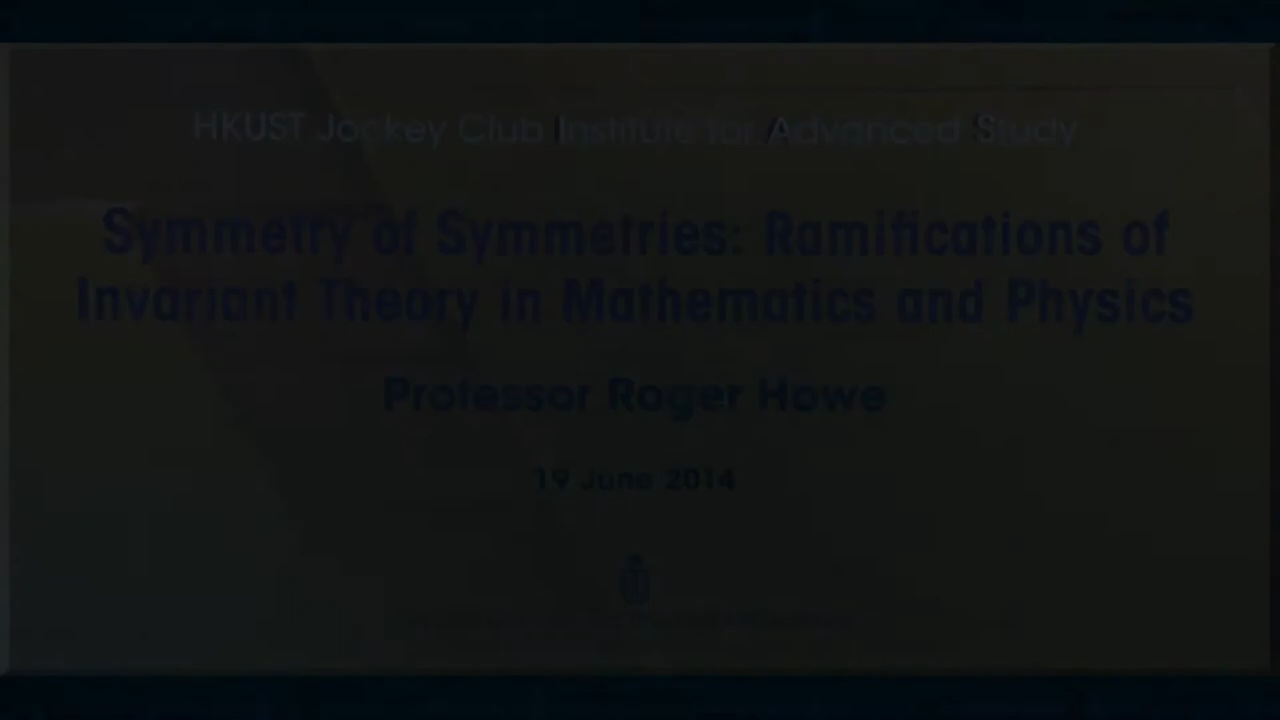 HKUST Jockey Club Institute for Advanced Study
Symmetry of Symmetries: Ramifications of
Invariant Theory in Mathematics and Physics
Professor Roger Howe
19 June 2014